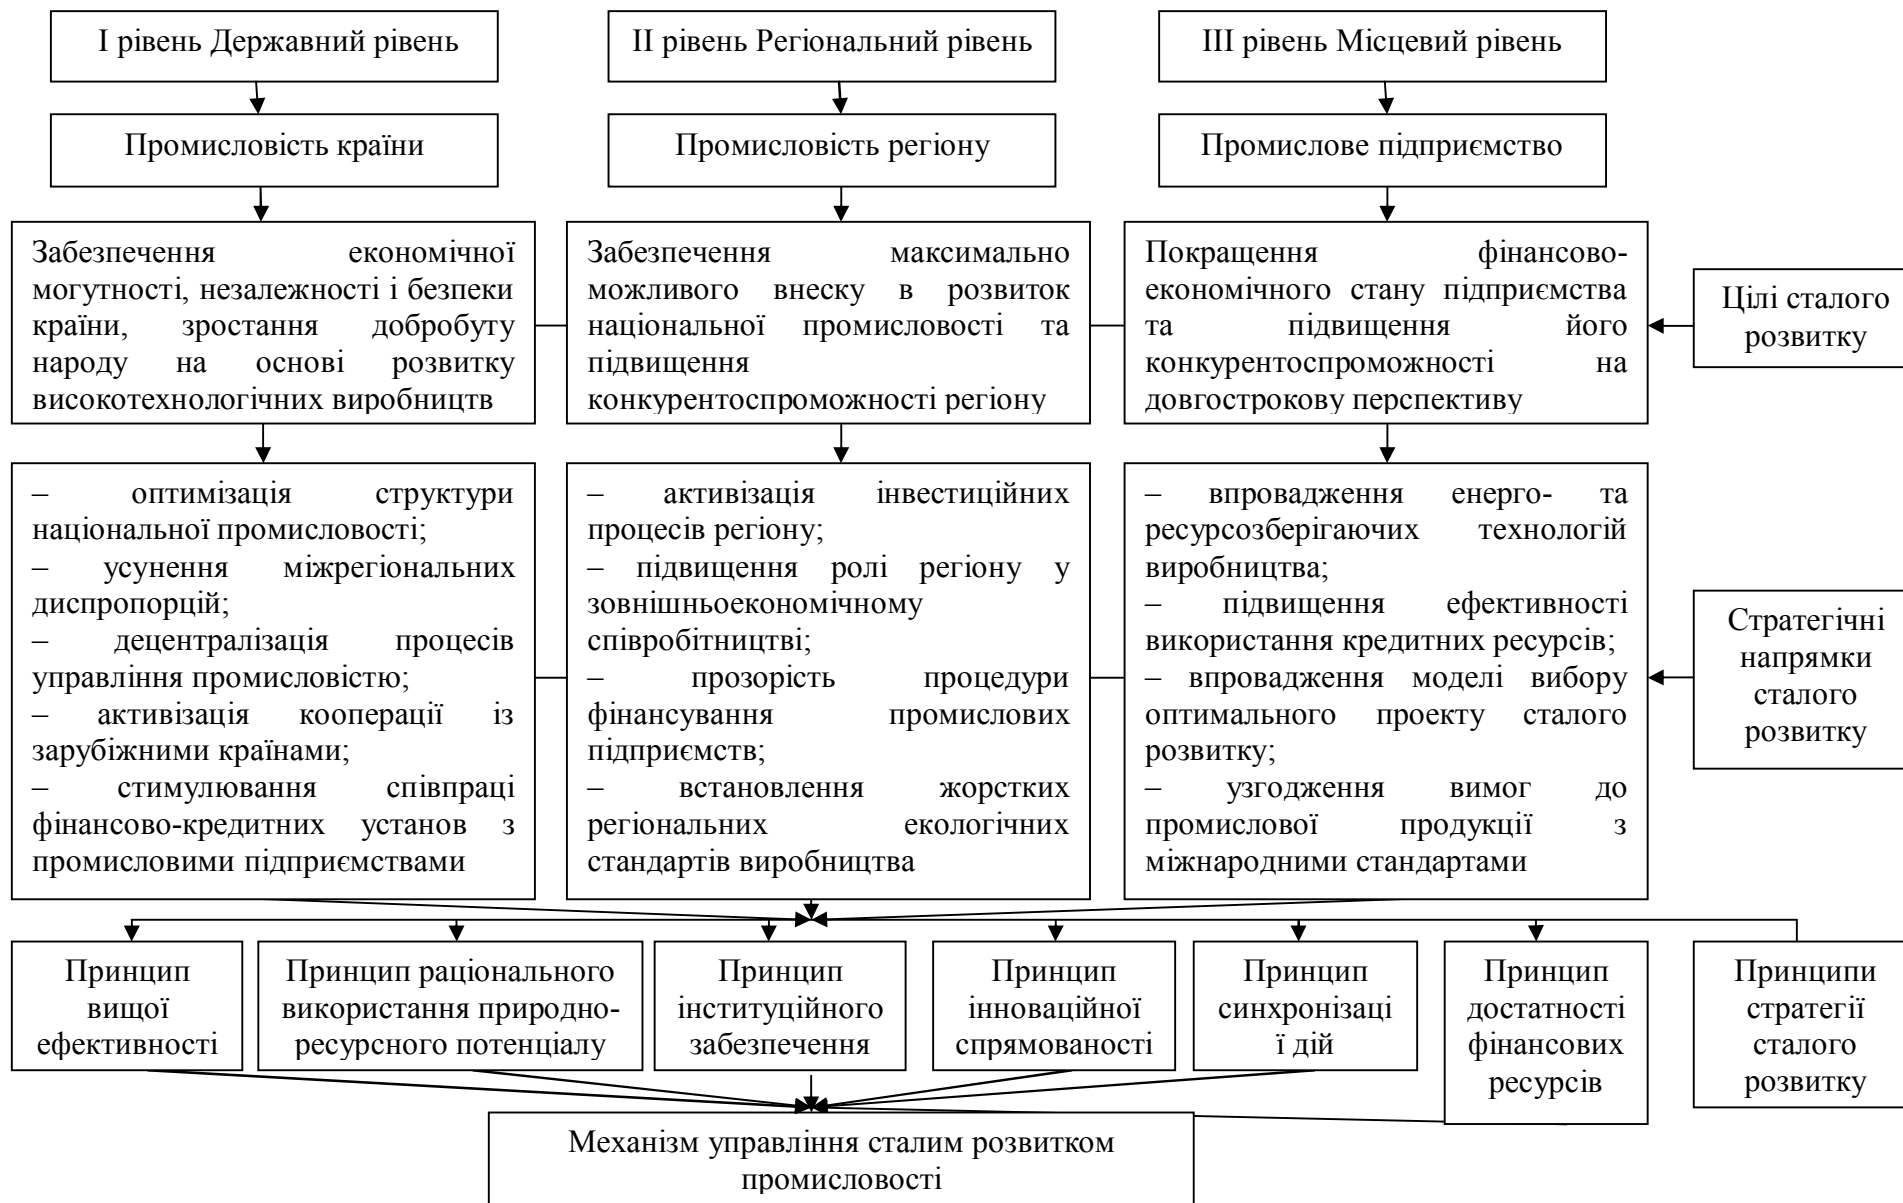 І рівень Державний рівень
ІІ рівень Регіональний рівень
ІІІ рівень Місцевий рівень
Промисловість країни
Промисловість регіону
Промислове підприємство
Забезпечення економічної
могутності, незалежності і безпеки
країни, зростання добробуту
народу на основі розвитку
високотехнологічних виробництв
Забезпечення максимально
можливого внеску в розвиток
національної промисловості та
підвищення
конкурентоспроможності регіону
Покращення фінансово-
економічного стану підприємства
та підвищення його
конкурентоспроможності на
довгострокову перспективу
Цілі сталого
розвитку
– оптимізація структури
національної промисловості;
– усунення міжрегіональних
диспропорцій;
– децентралізація процесів
управління промисловістю;
– активізація кооперації із
зарубіжними країнами;
– стимулювання співпраці
фінансово-кредитних установ з
промисловими підприємствами
– активізація інвестиційних
процесів регіону;
– підвищення ролі регіону у
зовнішньоекономічному
співробітництві;
– прозорість процедури
фінансування промислових
підприємств;
– встановлення жорстких
регіональних екологічних
стандартів виробництва
– впровадження енерго- та
ресурсозберігаючих технологій
виробництва;
– підвищення ефективності
використання кредитних ресурсів;
– впровадження моделі вибору
оптимального проекту сталого
розвитку;
– узгодження вимог до
промислової продукції з
міжнародними стандартами
Стратегічні
напрямки
сталого
розвитку
Принцип
вищої
ефективності
Принцип раціонального
використання природно-
ресурсного потенціалу
Принцип
інституційного
забезпечення
Принцип
інноваційної
спрямованості
Принцип
синхронізаці
ї дій
Принцип
достатності
фінансових
ресурсів
Принципи
стратегії
сталого
розвитку
Механізм управління сталим розвитком
промисловості